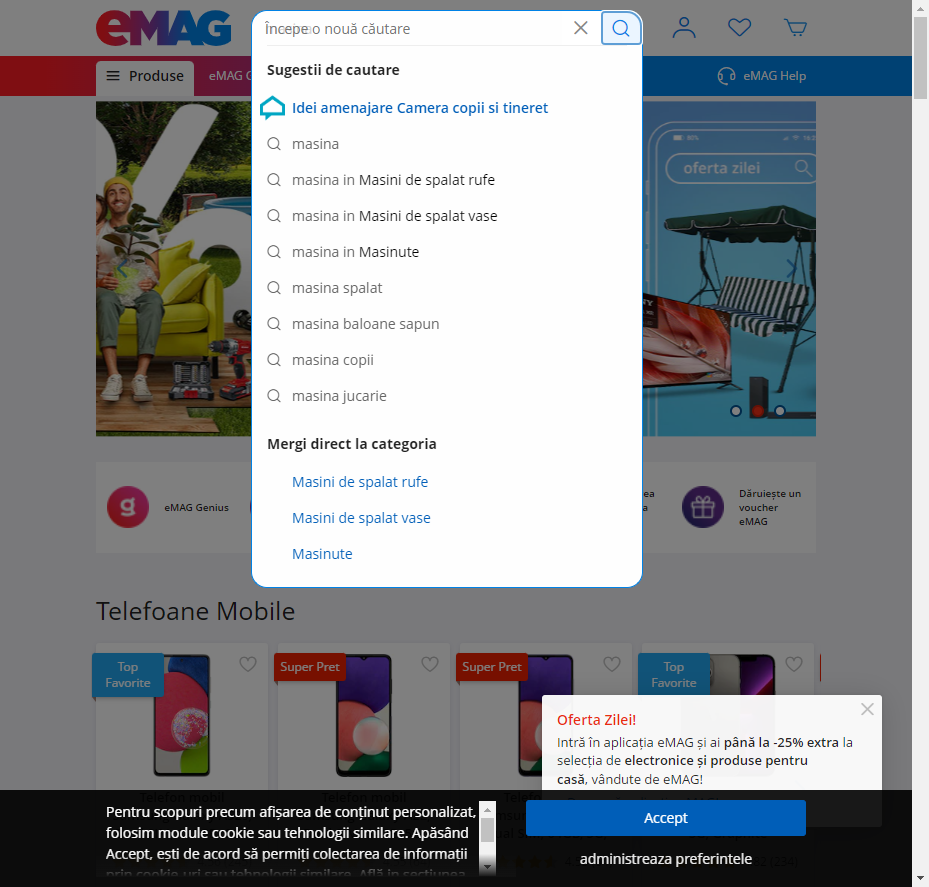 eMAG
Începe o nouă căutare
Produse
eMAG G
eMAG Help
Sugestii de cautare
Idei amenajare Camera copii si tineret
masina
masina in Masini de spalat rufe
masina in Masini de spalat vase
masina in Masinute
masina spalat
masina baloane sapun
masina copii
masina jucarie
Mergi direct la categoria
Masini de spalat rufe
Masini de spalat vase
Masinute
oferta zilei
eMAG Genius
Dăruiește un
voucher
eMAG
Telefoane Mobile
Top
Favorite
Super Pret
Super Pret
Top
Favorite
Oferta Zilei!
Intră în aplicația eMAG și ai până la -25% extra la
selecția de electronice și produse pentru
casă, vândute de eMAG!
Telefon mobil
Telefon mobil
Pentru scopuri precum afișarea de conținut personalizat,
folosim module cookie sau tehnologii similare. Apăsând
Accept, ești de acord să permiți colectarea de informații
prin cookie-uri sau tehnologii similare. Află in sectiunea
Accept
administreaza preferintele